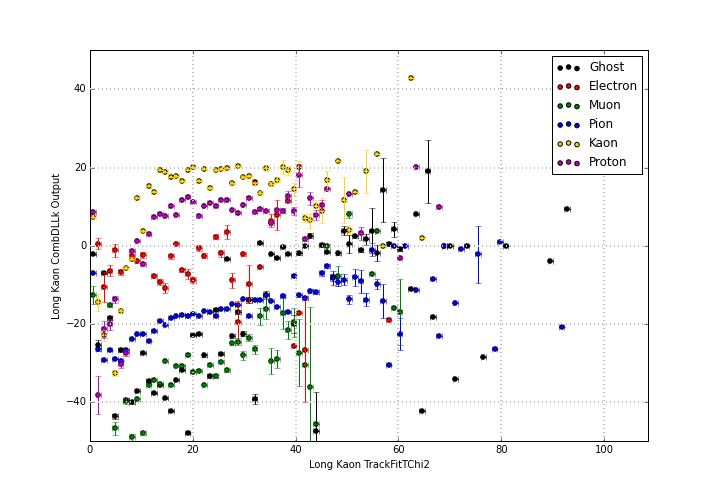 Ghost
Electron
Muon
Pion
Kaon
Proton
40
20
0
−20
−40
Long Kaon CombDLLk Output
0
20
40
60
80
100
Long Kaon TrackFitTChi2